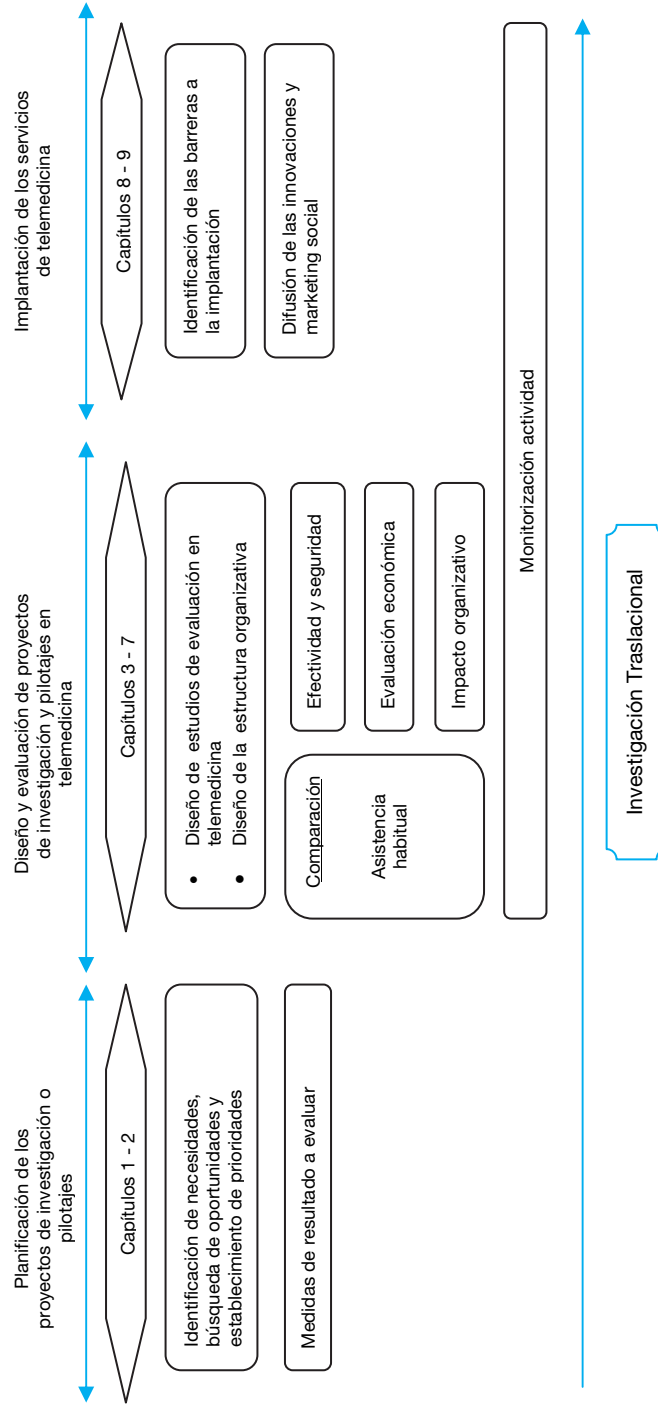 Planificación de los
proyectos de investigación o
pilotajes
Capítulos 1 - 2
Identificación de necesidades,
búsqueda de oportunidades y
establecimiento de prioridades
Medidas de resultado a evaluar
Diseño y evaluación de proyectos
de investigación y pilotajes en
telemedicina
Capítulos 3 - 7
• Diseño de estudios de evaluación en
telemedicina
• Diseño de la estructura organizativa
Comparación
Asistencia
habitual
Efectividad y seguridad
Evaluación económica
Impacto organizativo
Implantación de los servicios
de telemedicina
Capítulos 8 - 9
Identificación de las barreras a
la implantación
Difusión de las innovaciones y
marketing social
Monitorización actividad
Investigación Traslacional